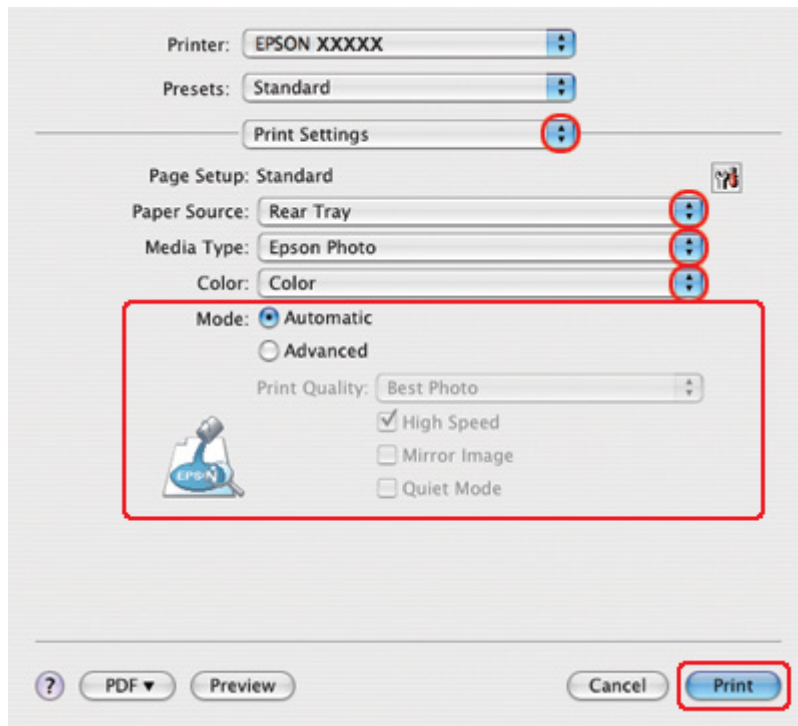 Printer: EPSON XXXXX
Presets: Standard
Print Settings
Page Setup: Standard
Paper Source: Rear Tray
Media Type: Epson Photo
Color: Color
Mode: Automatic
Advanced
Print Quality: Best Photo
High Speed
Mirror Image
Quiet Mode
EPSON
? PDF▼ Preview Cancel Print